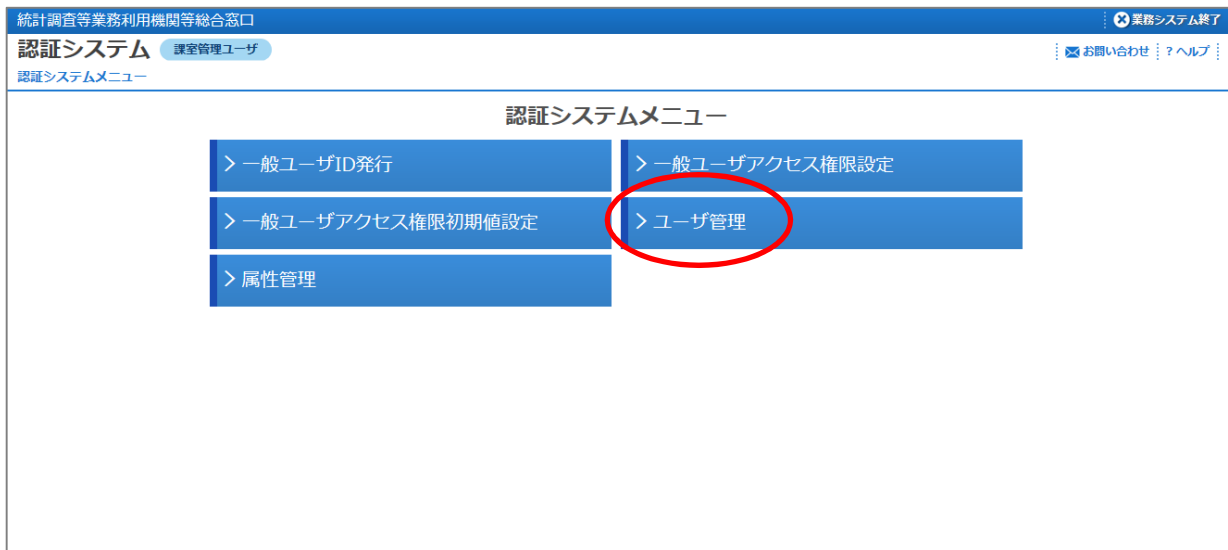 統計調査等業務利用機関等総合窓口
業務システム終了
認証システム 課室管理ユーザ
お問い合わせ ? ヘルプ
認証システムメニュー
認証システムメニュー
一般ユーザID発行
一般ユーザアクセス権限設定
一般ユーザアクセス権限初期値設定
ユーザ管理
属性管理